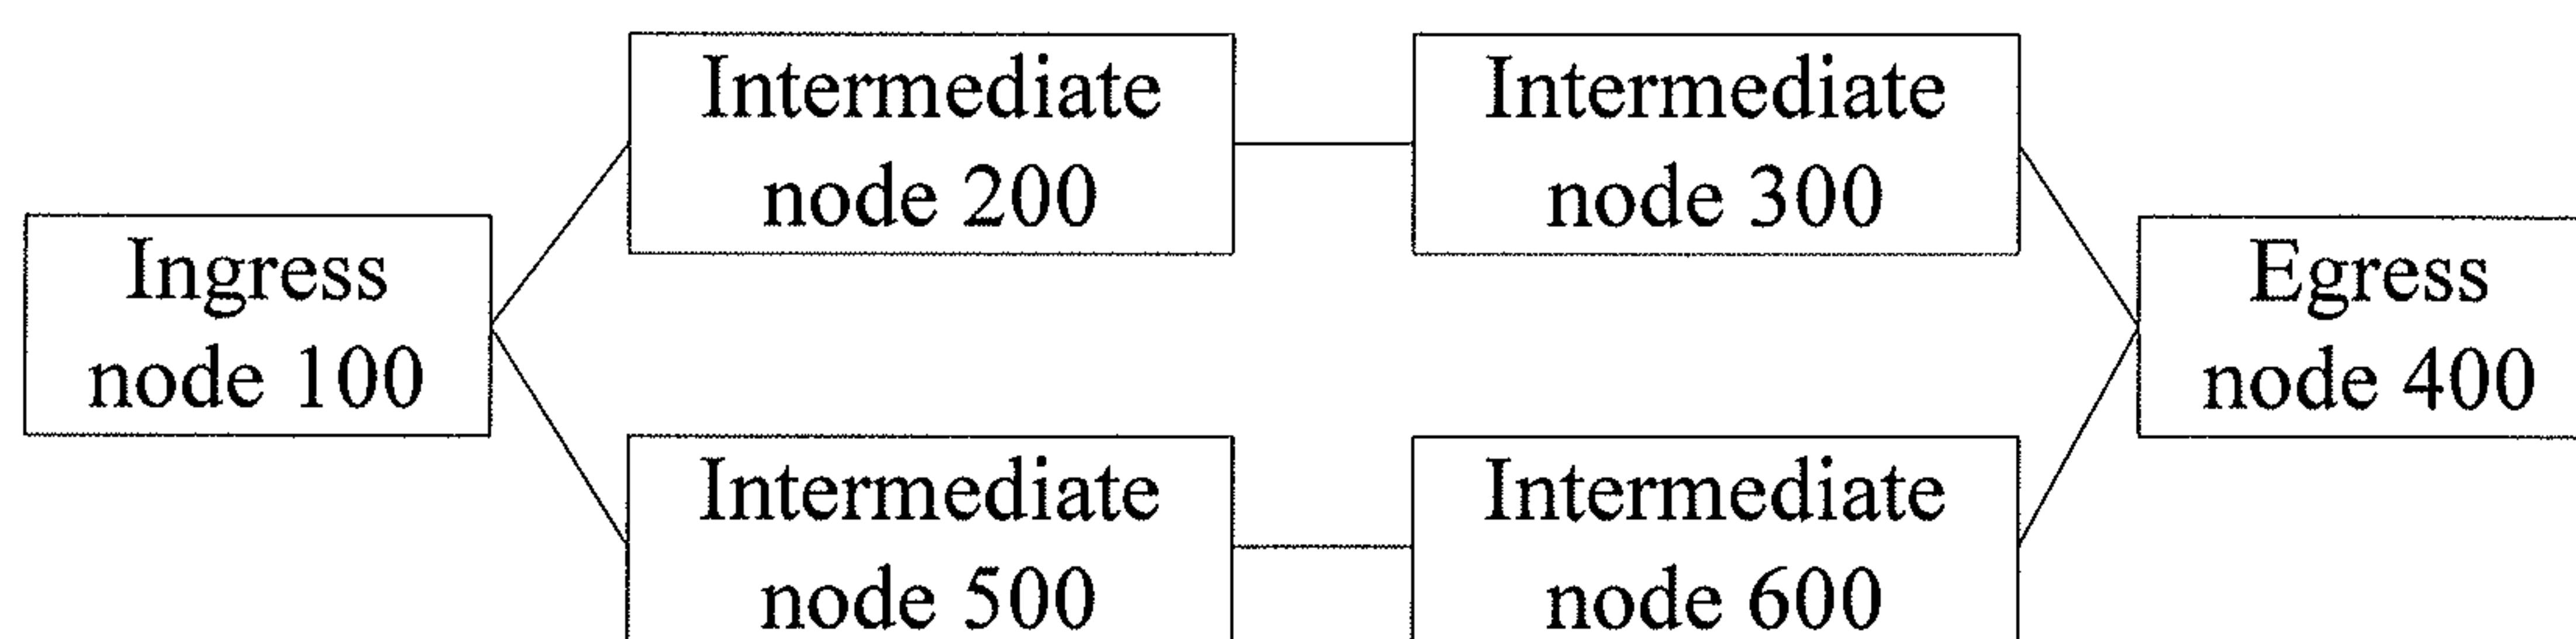 Intermediate
node 200
Intermediate
node 300
Ingress
node 100
Egress
node 400
Intermediate
node 500
Intermediate
node 600